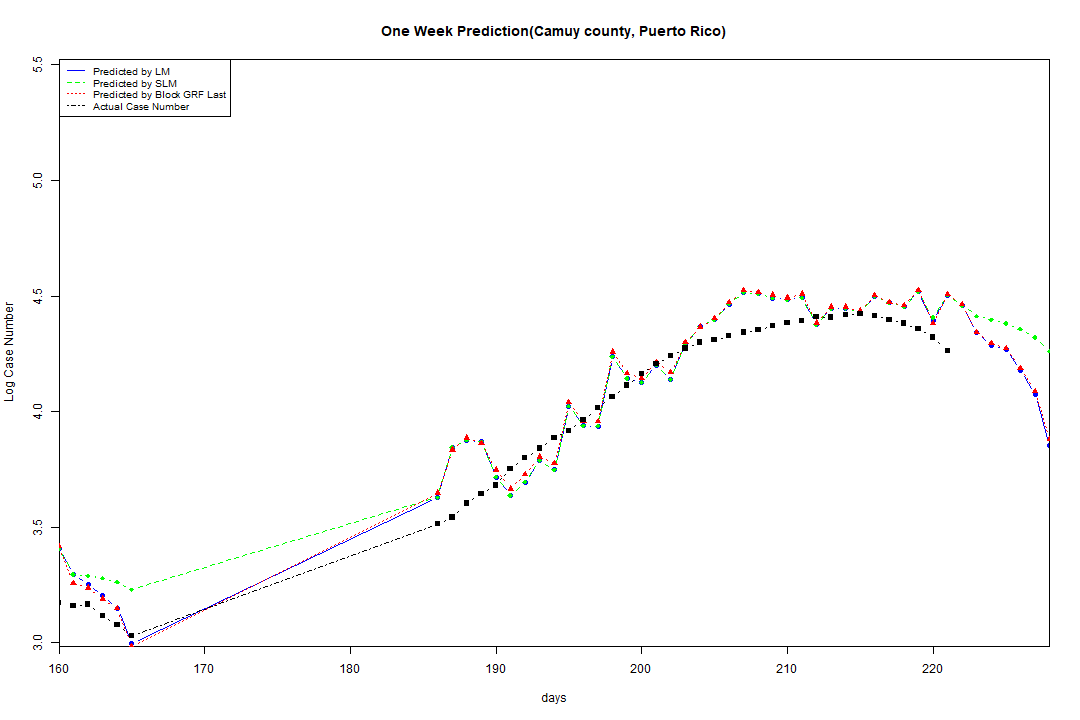 One Week Prediction(Camuy county, Puerto Rico)
Predicted by LM
Predicted by SLM
Predicted by Block GRF Last
Actual Case Number
5.5
5.0
4.5
4.0
3.5
3.0
Log Case Number
160 170 180 190 200 210 220
days